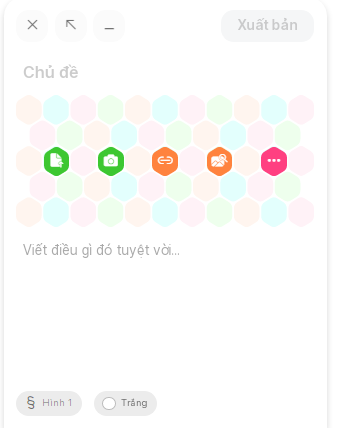 Xuất bản
Chủ đề
Viết điều gì đó tuyệt vời...
§ Hình 1
Trắng